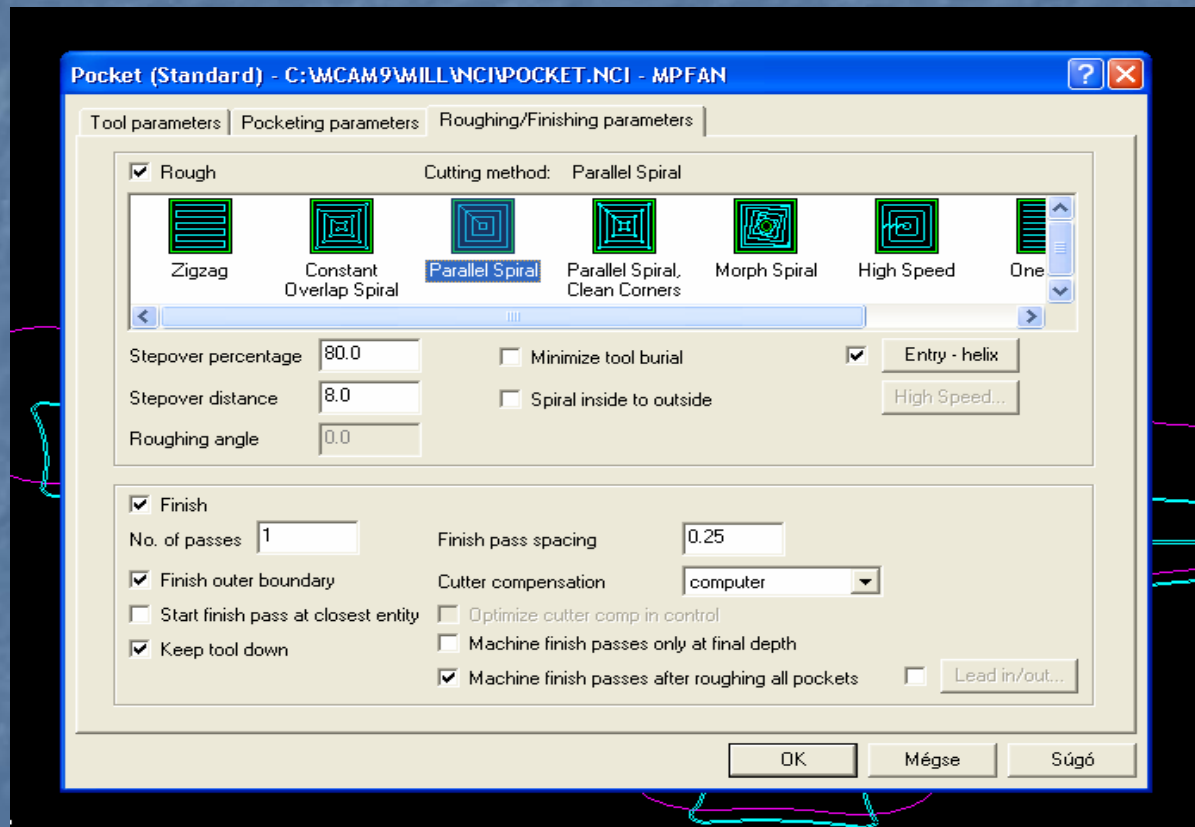 Pocket (Standard) - C:\MCAM9\MILL\NCI\POCKET.NCI - MPFAN
Tool parameters
Pocketing parameters
Roughing/Finishing parameters
Rough
Cutting method: Parallel Spiral
Zigzag
Constant
Overlap Spiral
Parallel Spiral
Parallel Spiral,
Clean Corners
Morph Spiral
High Speed
One
Stepover percentage 80.0
Minimize tool burial
Entry - helix
Stepover distance 8.0
Spiral inside to outside
High Speed...
Roughing angle 0.0
Finish
No. of passes 1
Finish pass spacing 0.25
Finish outer boundary
Cutter compensation computer
Start finish pass at closest entity
Optimize cutter comp in control
Keep tool down
Machine finish passes only at final depth
Machine finish passes after roughing all pockets
Lead in/out...
OK
Mégse
Súgó